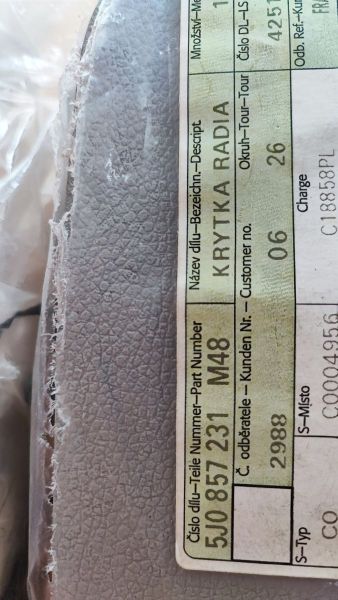 Číslo dílu–Teile Nummer–Part Number
5J0 857 231 M48
Název dílu–Bezeichn.–Descript.
KRYTKA RADIA
Množství–Me
1
Č. odběratele – Kunden Nr. – Customer no.
2988 06
Okruh–Tour–Tour
26
Číslo DL–LS
4251
S–Typ
CO
S–Místo
C0004956
Charge
C18858PL
Odb. Ref.–Ku
FRA